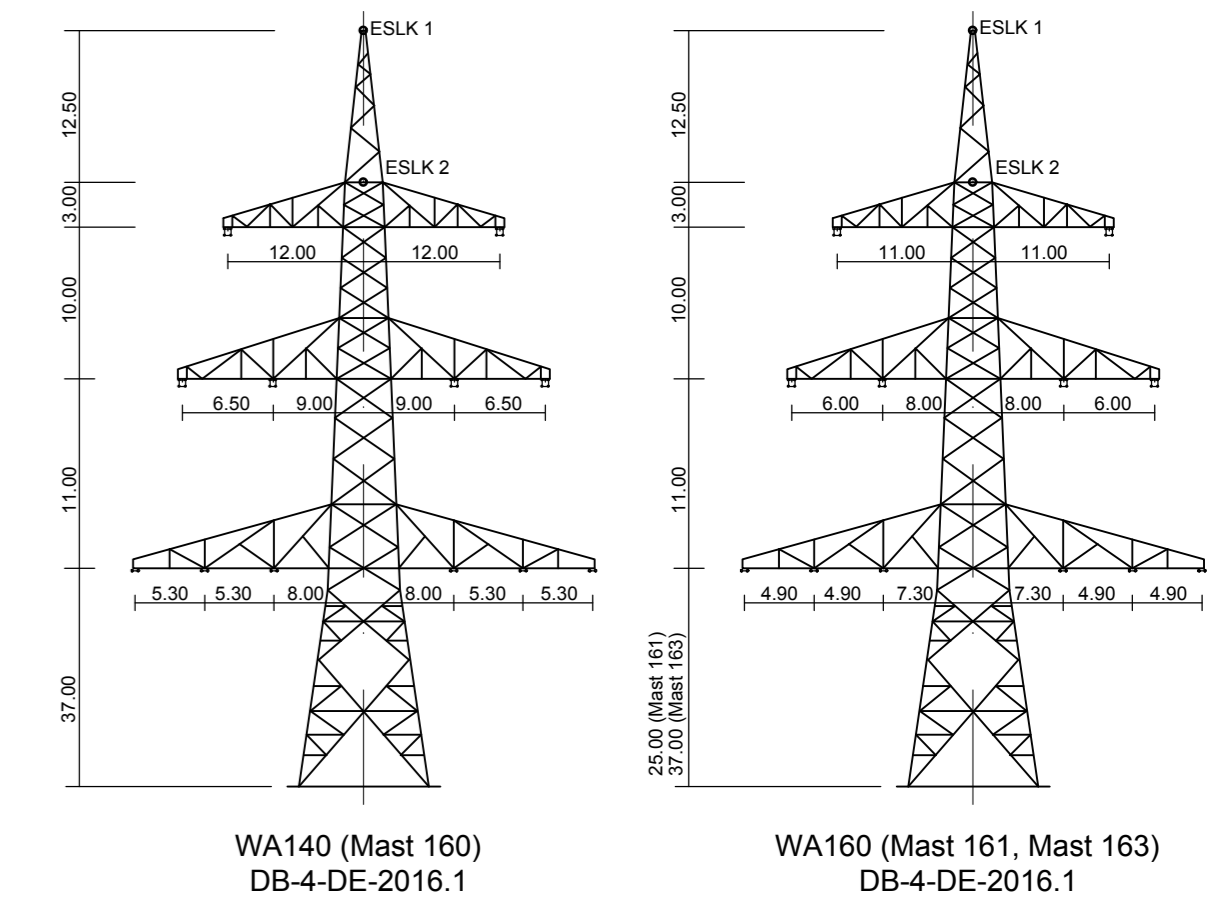 ESLK 1
12.50
ESLK 2
3.00
12.00 12.00
10.00
6.50 9.00 9.00 6.50
11.00
5.30 5.30 8.00 8.00 5.30 5.30
37.00
WA140 (Mast 160)
DB-4-DE-2016.1
ESLK 1
12.50
ESLK 2
3.00
11.00 11.00
10.00
6.00 8.00 8.00 6.00
11.00
4.90 4.90 7.30 7.30 4.90 4.90
25.00 (Mast 161)
37.00 (Mast 163)
WA160 (Mast 161, Mast 163)
DB-4-DE-2016.1